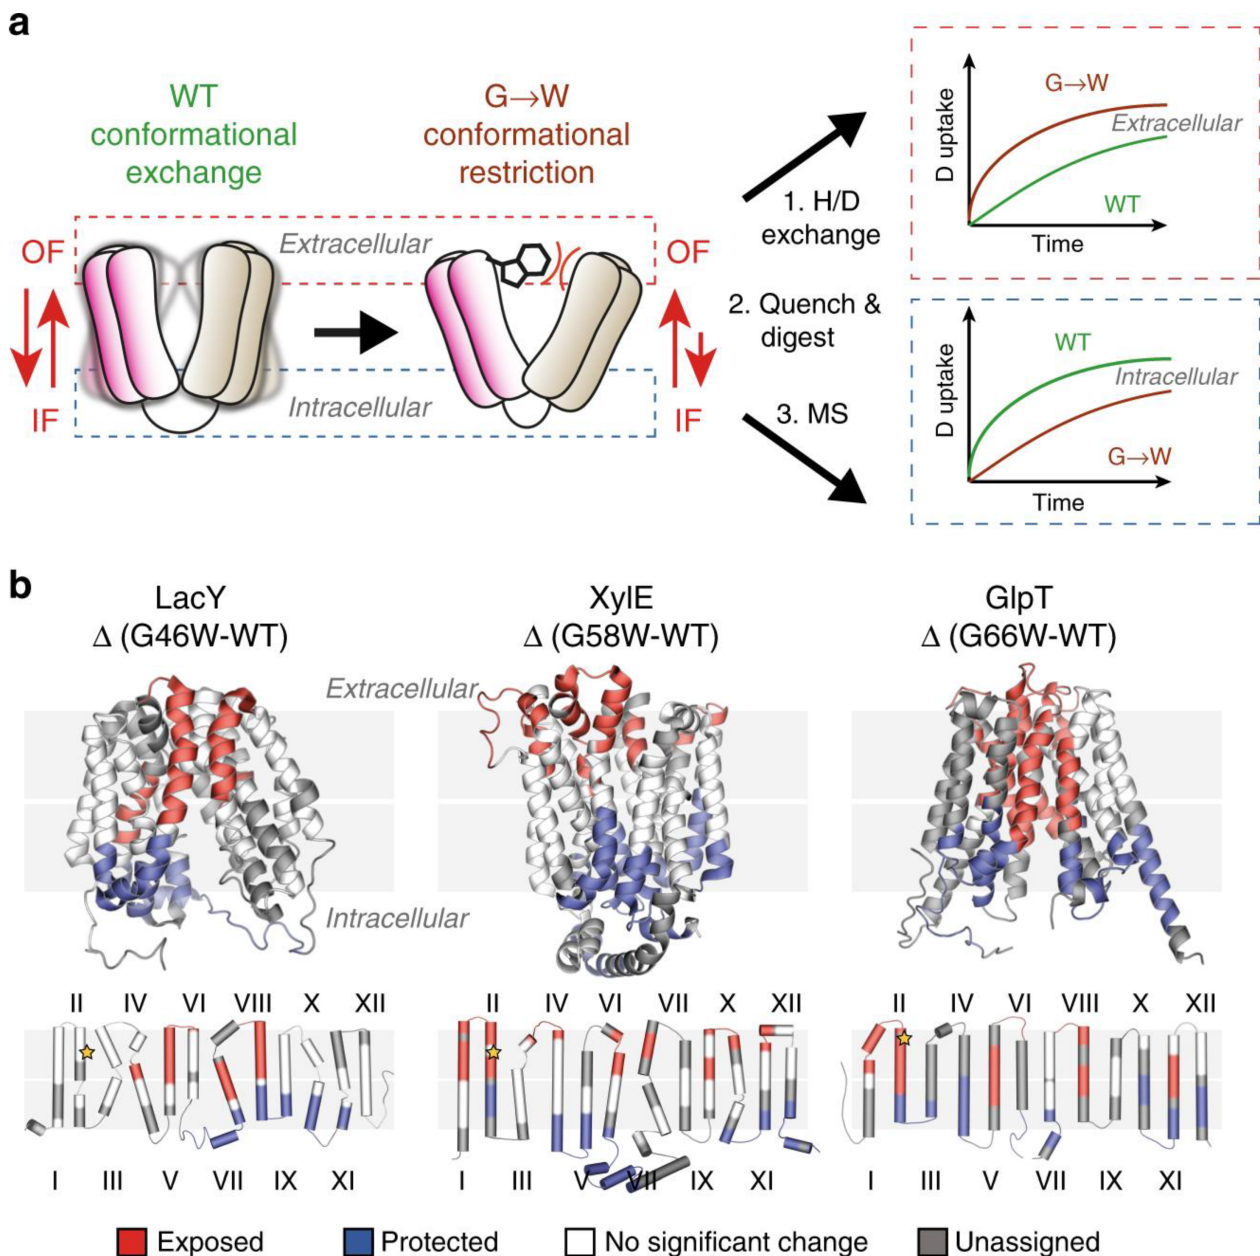 a
WT
conformational
exchange
G→W
conformational
restriction
OF
IF
Extracellular
Intracellular
OF
IF
1. H/D
exchange
2. Quench &
digest
3. MS
D uptake
G→W
Extracellular
WT
Time
D uptake
WT
Intracellular
G→W
Time
b
LacY
Δ (G46W-WT)
XylE
Δ (G58W-WT)
GlpT
Δ (G66W-WT)
Extracellular
Intracellular
II IV VI VIII X XII
I III V VII IX XI
II IV VI VII X XII
I III V VII IX XI
II IV VI VIII X XII
I III V VII IX XI
Exposed
Protected
No significant change
Unassigned